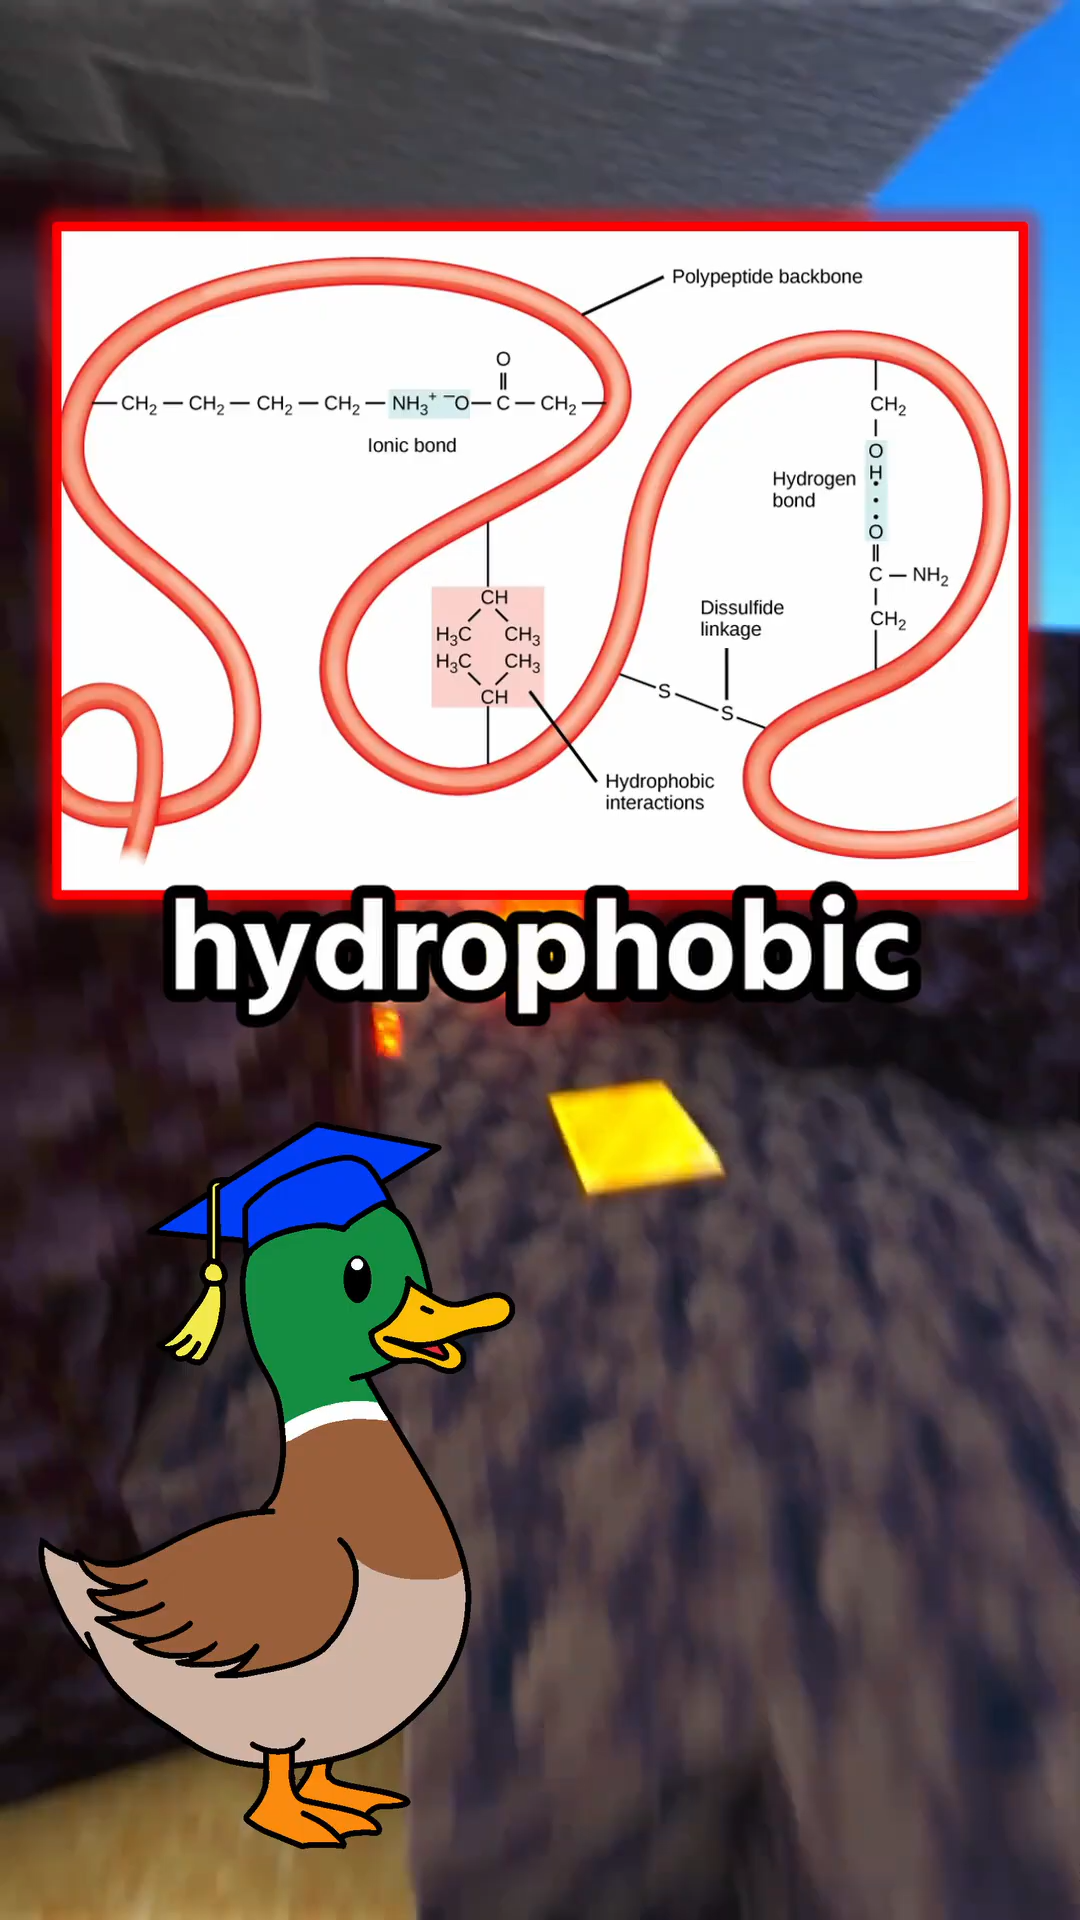 Polypeptide backbone
O
CH₂ — CH₂ — CH₂ — CH₂ — NH₃⁺ ⁻O — C — CH₂
Ionic bond
CH₂
O
H
Hydrogen
bond
O
C — NH₂
CH₂
CH
H₃C CH₃
H₃C CH₃
CH
Dissulfide
linkage
S
S
Hydrophobic
interactions
hydrophobic